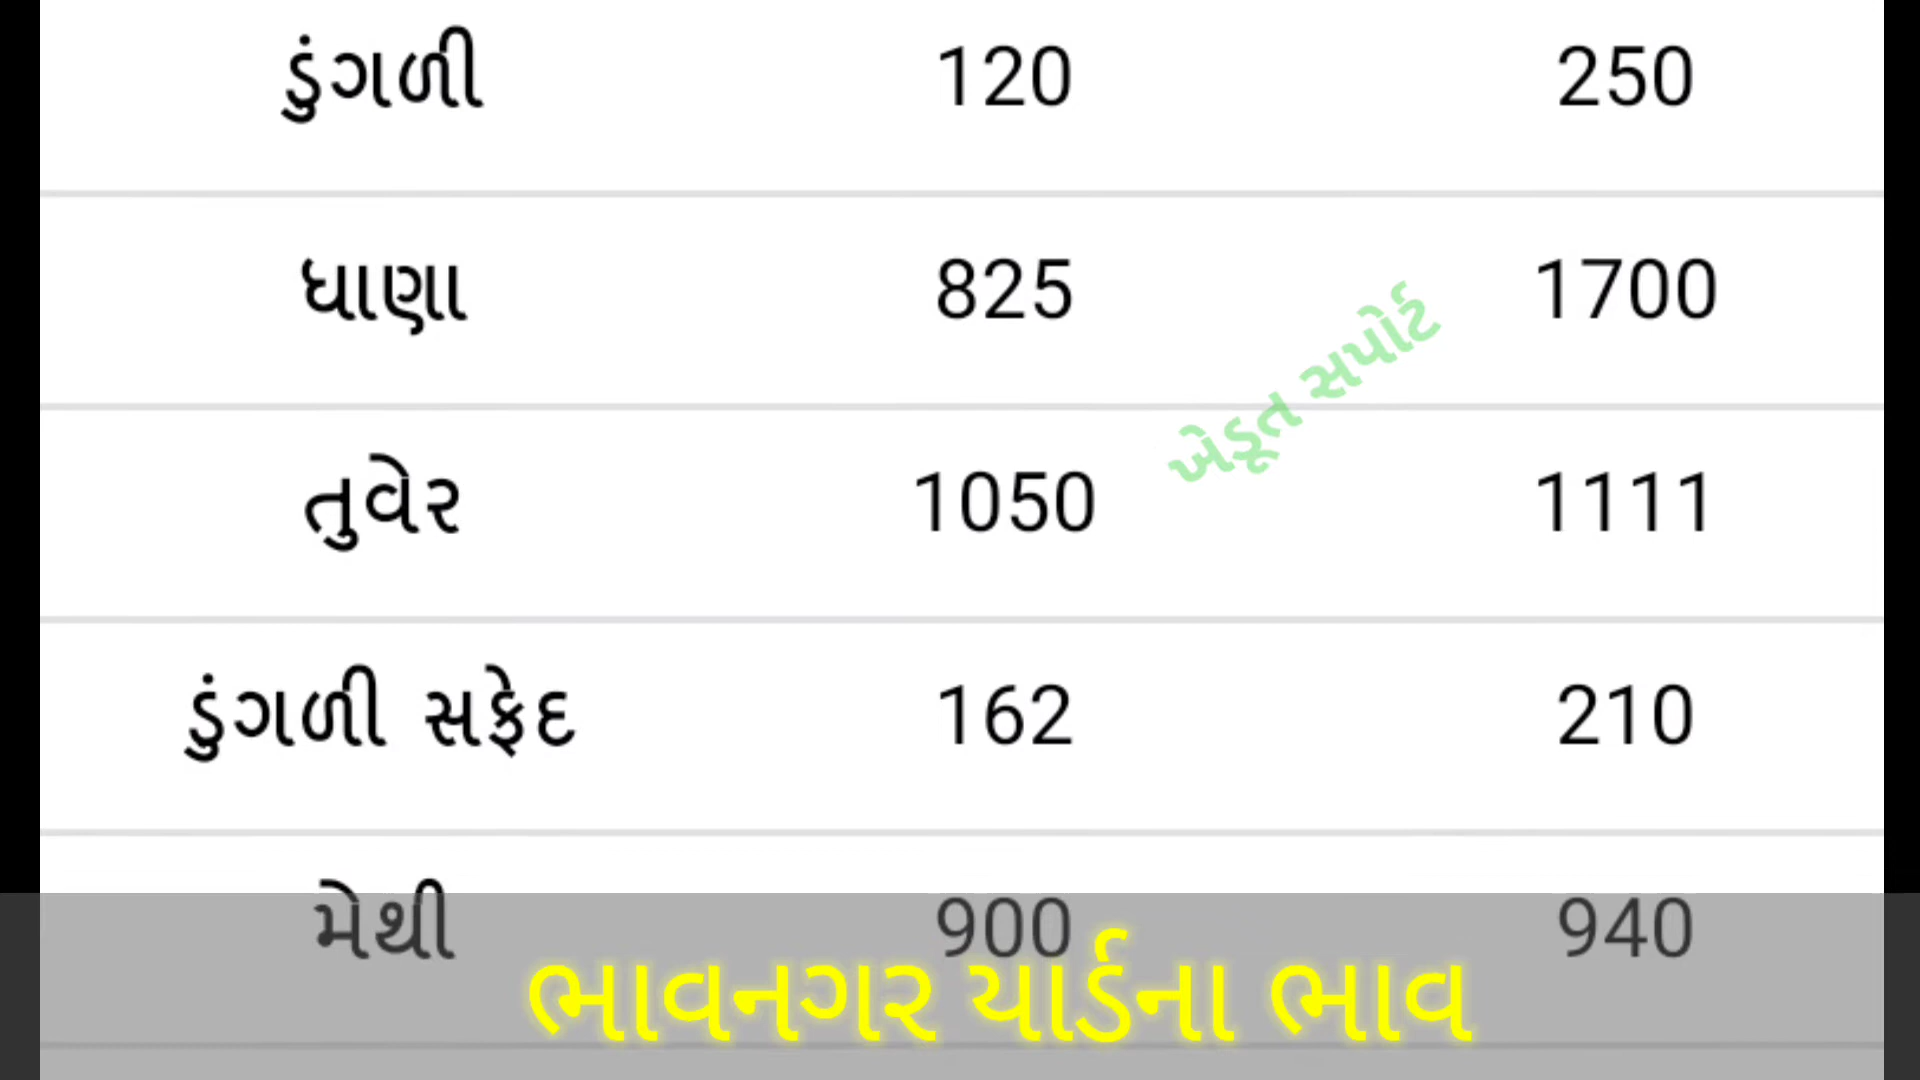 ડુંગળી 120 250
ધાણા 825 1700
ખેડૂત સપોર્ટ
તુવેર 1050 1111
ડુંગળી સફેદ 162 210
મેથી 900 940
ભાવનગર યાર્ડના ભાવ